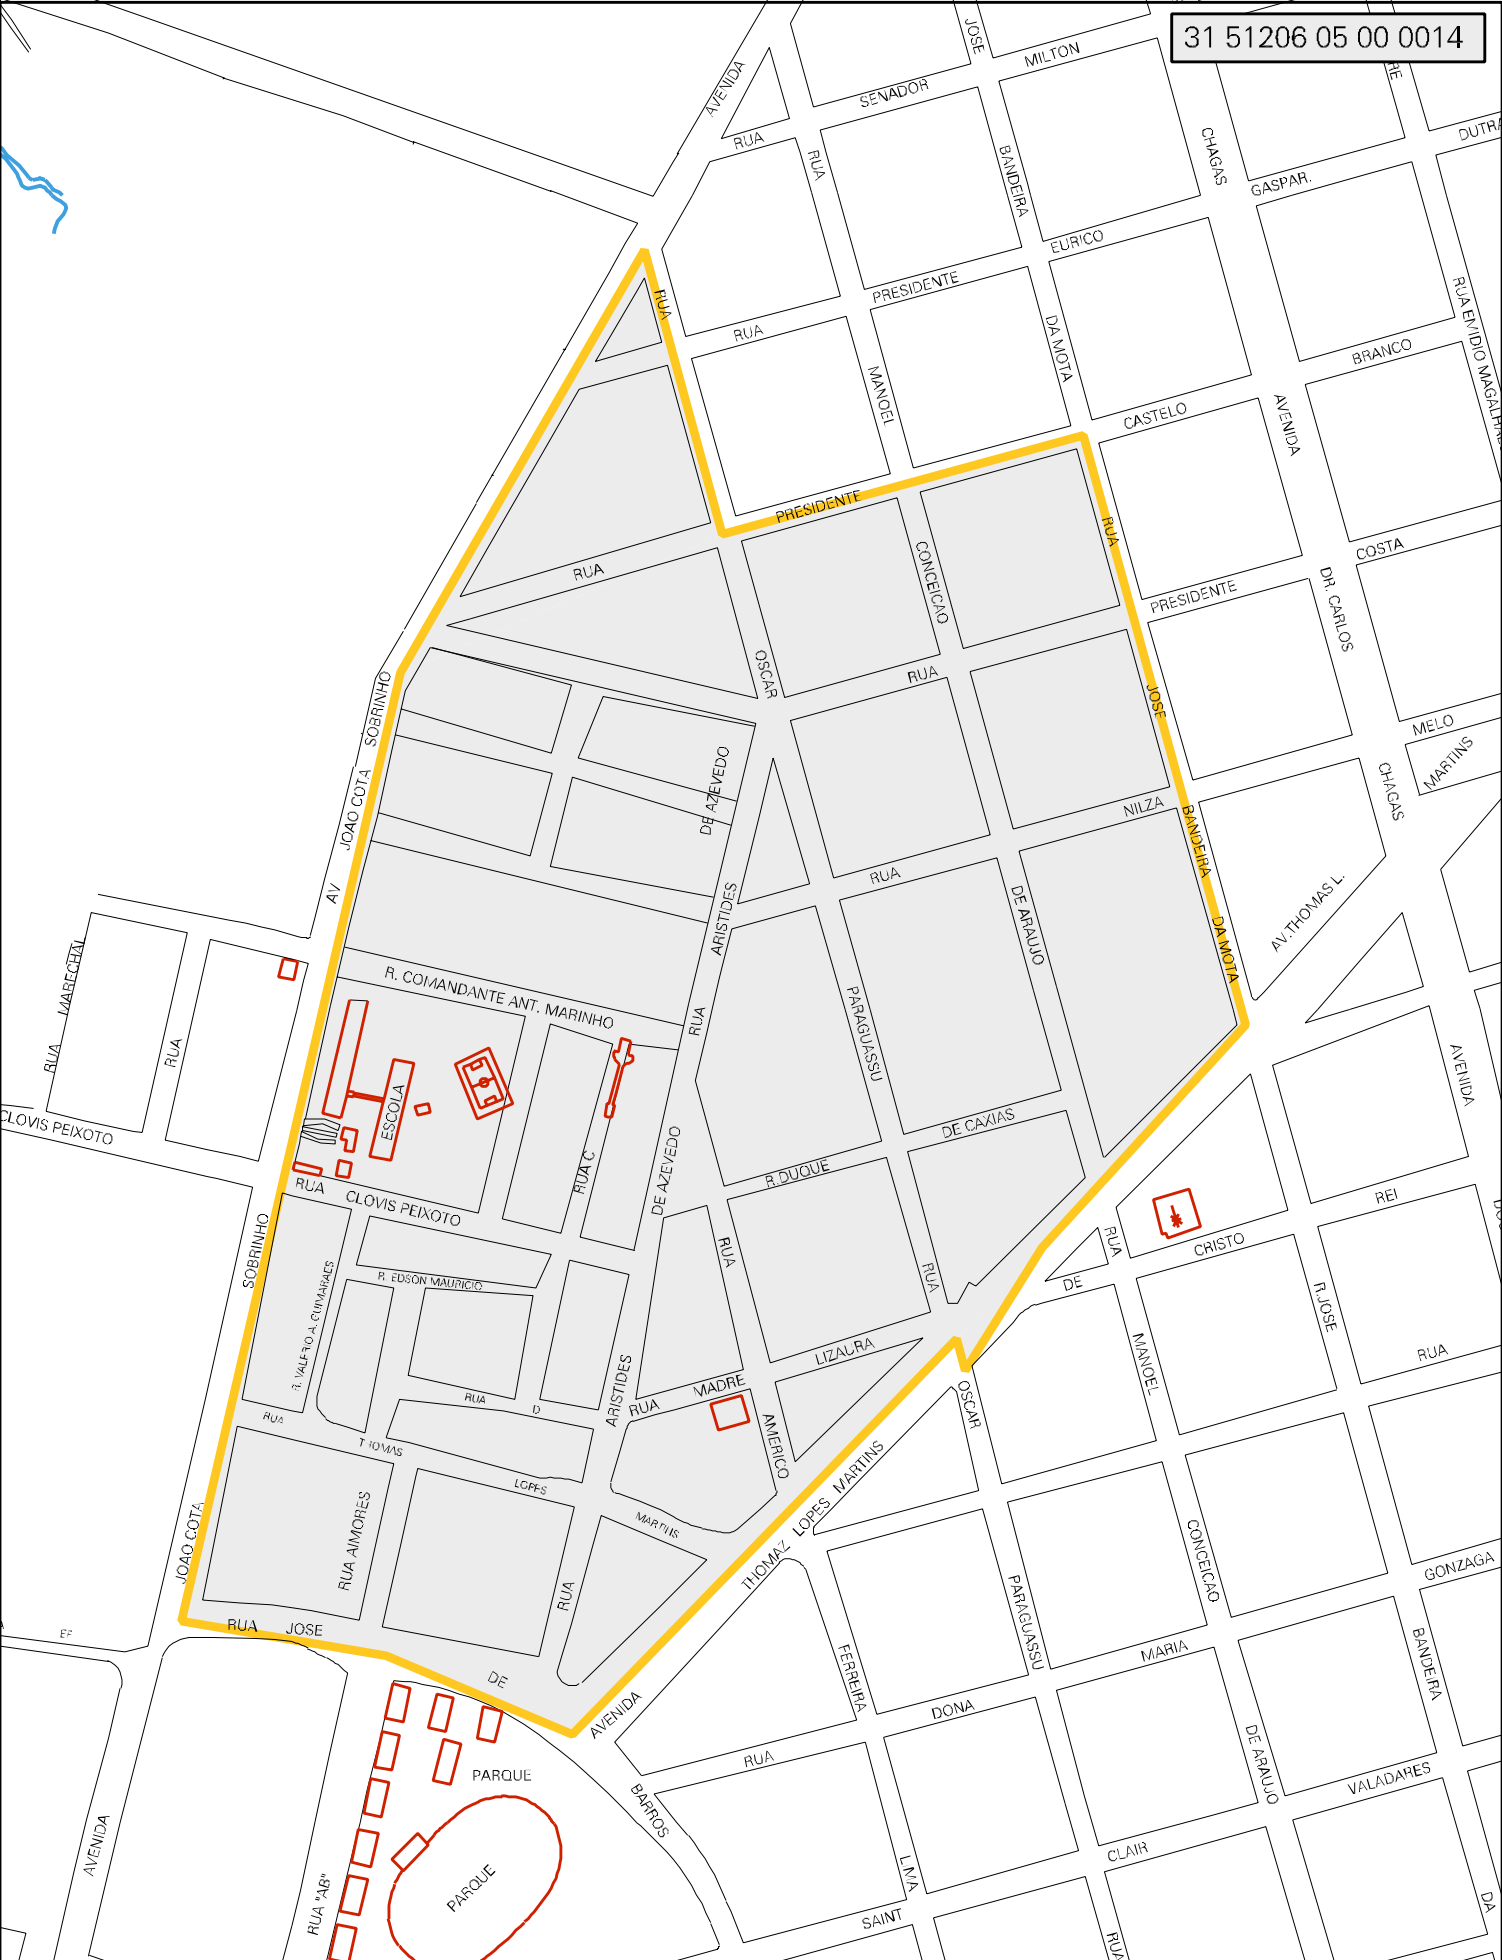 31 51206 05 00 0014
JOSE
MILTON
SENADOR
AVENIDA
RUA
RUA
BANDEIRA
CHAGAS
DUTRA
GASPAR.
EURICO
PRESIDENTE
RUA
RUA
DA MOTA
RUA EMIDIO MAGALHAES
BRANCO
MANOEL
CASTELO
AVENIDA
PRESIDENTE
RUA
COSTA
RUA
CONCEICAO
PRESIDENTE
DR. CARLOS
OSCAR
RUA
JOSE
SOBRINHO
MELO
MARTINS
DE AZEVEDO
JOAO COTA
NILZA
BANDEIRA
CHAGAS
AV
RUA
ARISTIDES
DE ARAUJO
AV.THOMAS L.
DA MOTA
MARECHAL
R. COMANDANTE ANT. MARINHO
RUA
RUA
RUA
PARAGUASSU
AVENIDA
ESCOLA
CLOVIS PEIXOTO
DE CAXIAS
RUA C
DE AZEVEDO
R.DUQUE
RUA
CLOVIS PEIXOTO
REI
SOBRINHO
RUA
RUA
CRISTO
R. EDSON MAURICIO
RUA
DE
R.JOSE
R. VALERIO A. GUIMARAES
LIZAURA
MANOEL
RUA
ARISTIDES
MADRE
RUA
RUA
D
RUA
OSCAR
AMERICO
THOMAS
LOPES
MARTINS
THOMAZ LOPES MARTINS
JOAO COTA
RUA AIMORES
RUA
CONCEICAO
PARAGUASSU
GONZAGA
RUA
JOSE
DE
EF
FERREIRA
MARIA
BANDEIRA
AVENIDA
DONA
RUA
DE ARAUJO
VALADARES
PARQUE
BARROS
AVENIDA
CLAIR
PARQUE
LIMA
RUA "AB"
SAINT
RUA
DA